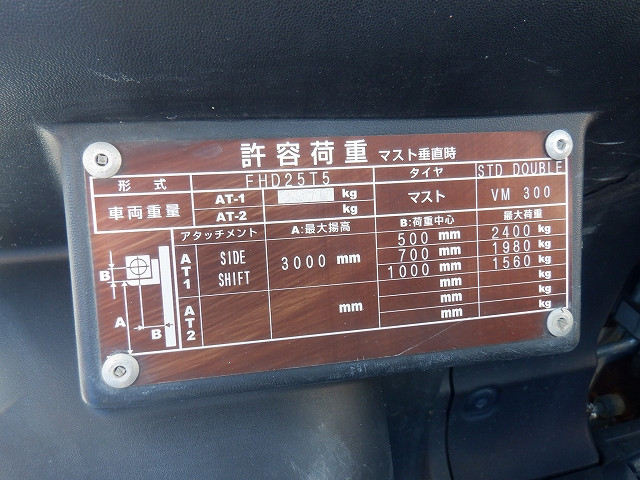 許容荷重 マスト垂直時
形式 FHD25T5 タイヤ STD DOUBLE
車両重量 AT-1 kg マスト VM 300
AT-2 kg
アタッチメント A:最大揚高 B:荷重中心 最大荷重
AT1 SIDE SHIFT 3000 mm 500 mm 2400 kg
700 mm 1980 kg
1000 mm 1560 kg
mm kg
AT2 mm mm kg
mm kg
B
A
B